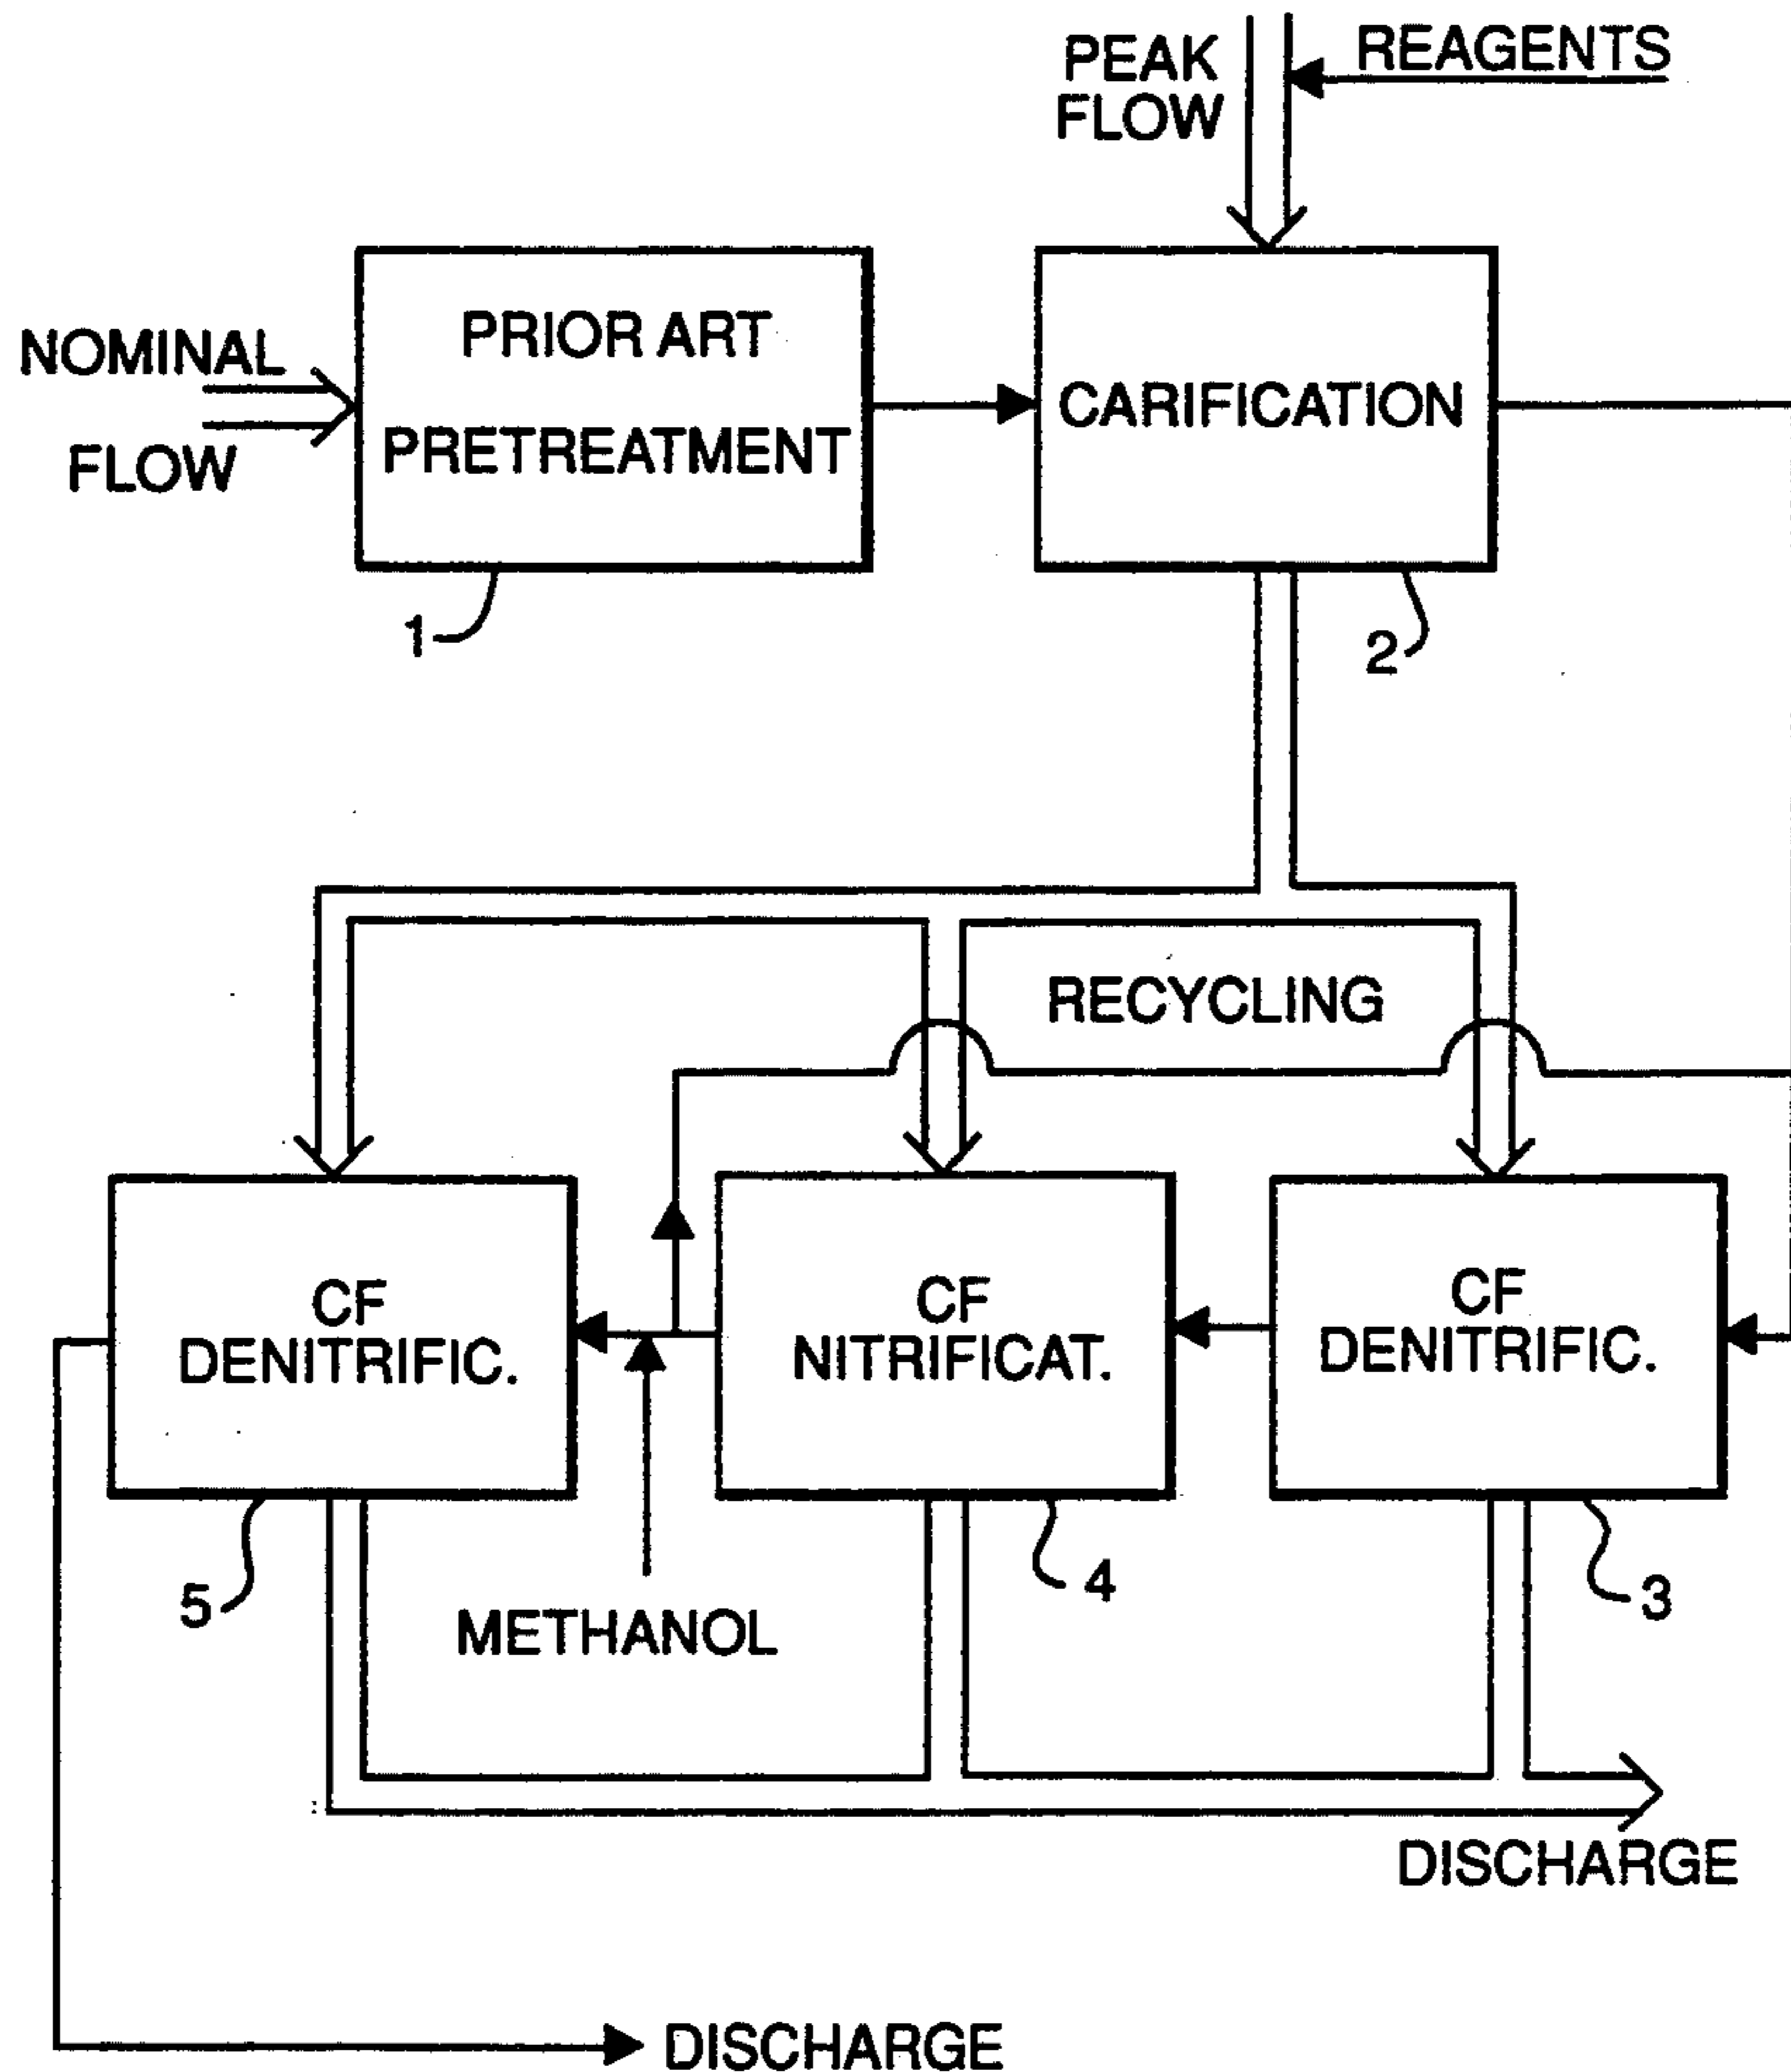 PEAK
FLOW
REAGENTS
NOMINAL
FLOW
PRIOR ART
PRETREATMENT
CARIFICATION
1
2
RECYCLING
CF
DENITRIFIC.
CF
NITRIFICAT.
CF
DENITRIFIC.
5
METHANOL
4
3
DISCHARGE
DISCHARGE